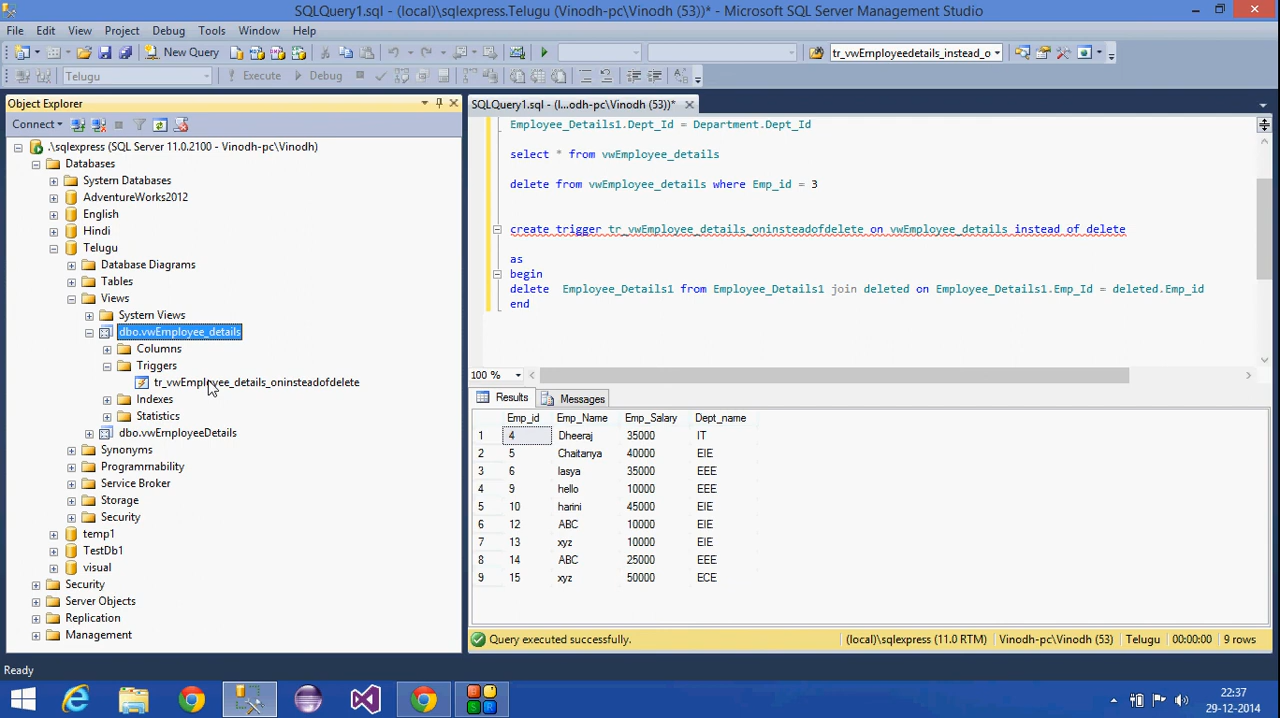 SQLQuery1.sql - (local)\sqlexpress.Telugu (Vinodh-pc\Vinodh (53))* - Microsoft SQL Server Management Studio
File Edit View Project Debug Tools Window Help
New Query tr_vwEmployeedetails_instead_o
Telugu Execute Debug
Object Explorer
Connect
.\sqlexpress (SQL Server 11.0.2100 - Vinodh-pc\Vinodh)
Databases
System Databases
AdventureWorks2012
English
Hindi
Telugu
Database Diagrams
Tables
Views
System Views
dbo.vwEmployee_details
Columns
Triggers
tr_vwEmployee_details_oninsteadofdelete
Indexes
Statistics
dbo.vwEmployeeDetails
Synonyms
Programmability
Service Broker
Storage
Security
temp1
TestDb1
visual
Security
Server Objects
Replication
Management
SQLQuery1.sql - (l...odh-pc\Vinodh (53))*
Employee_Details1.Dept_Id = Department.Dept_Id
select * from vwEmployee_details
delete from vwEmployee_details where Emp_id = 3
create trigger tr_vwEmployee_details_oninsteadofdelete on vwEmployee_details instead of delete
as
begin
delete Employee_Details1 from Employee_Details1 join deleted on Employee_Details1.Emp_Id = deleted.Emp_Id
end
100 %
Results Messages
Emp_id Emp_Name Emp_Salary Dept_name
1 4 Dheeraj 35000 IT
2 5 Chaitanya 40000 EIE
3 6 lasya 35000 EEE
4 9 hello 10000 EEE
5 10 harini 45000 EIE
6 12 ABC 10000 EIE
7 13 xyz 10000 EIE
8 14 ABC 25000 EEE
9 15 xyz 50000 ECE
Query executed successfully. (local)\sqlexpress (11.0 RTM) Vinodh-pc\Vinodh (53) Telugu 00:00:00 9 rows
Ready
22:37
29-12-2014